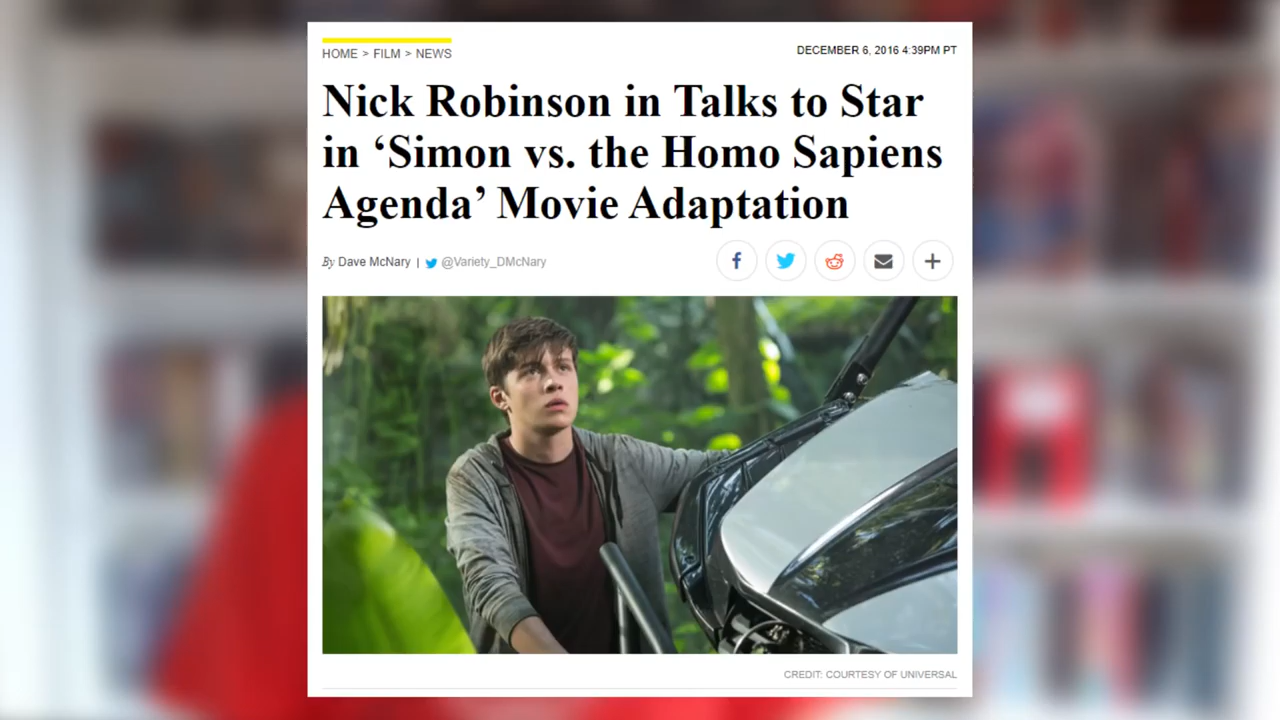 HOME > FILM > NEWS
DECEMBER 6, 2016 4:39PM PT
Nick Robinson in Talks to Star
in ‘Simon vs. the Homo Sapiens
Agenda’ Movie Adaptation
By Dave McNary | @Variety_DMcNary
CREDIT: COURTESY OF UNIVERSAL